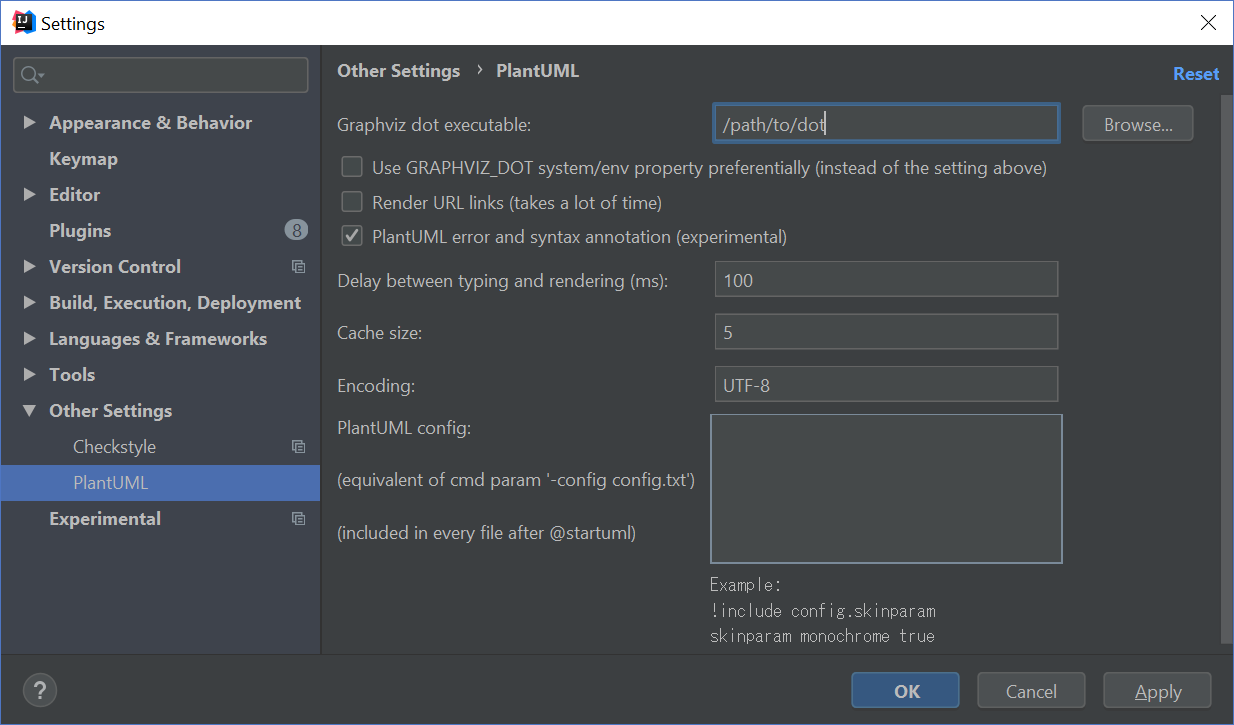 Settings
Other Settings › PlantUML
Reset
Appearance & Behavior
Keymap
Editor
Plugins 8
Version Control
Build, Execution, Deployment
Languages & Frameworks
Tools
Other Settings
Checkstyle
PlantUML
Experimental
Graphviz dot executable: /path/to/dot Browse...
Use GRAPHVIZ_DOT system/env property preferentially (instead of the setting above)
Render URL links (takes a lot of time)
PlantUML error and syntax annotation (experimental)
Delay between typing and rendering (ms): 100
Cache size: 5
Encoding: UTF-8
PlantUML config:
(equivalent of cmd param '-config config.txt')
(included in every file after @startuml)
Example:
!include config.skinparam
skinparam monochrome true
? OK Cancel Apply